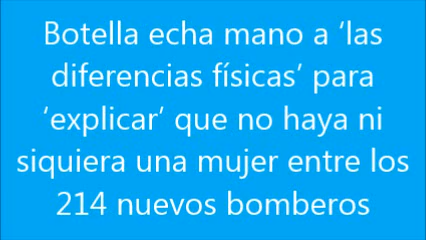 Botella echa mano a ‘las
diferencias físicas’ para
‘explicar’ que no haya ni
siquiera una mujer entre los
214 nuevos bomberos